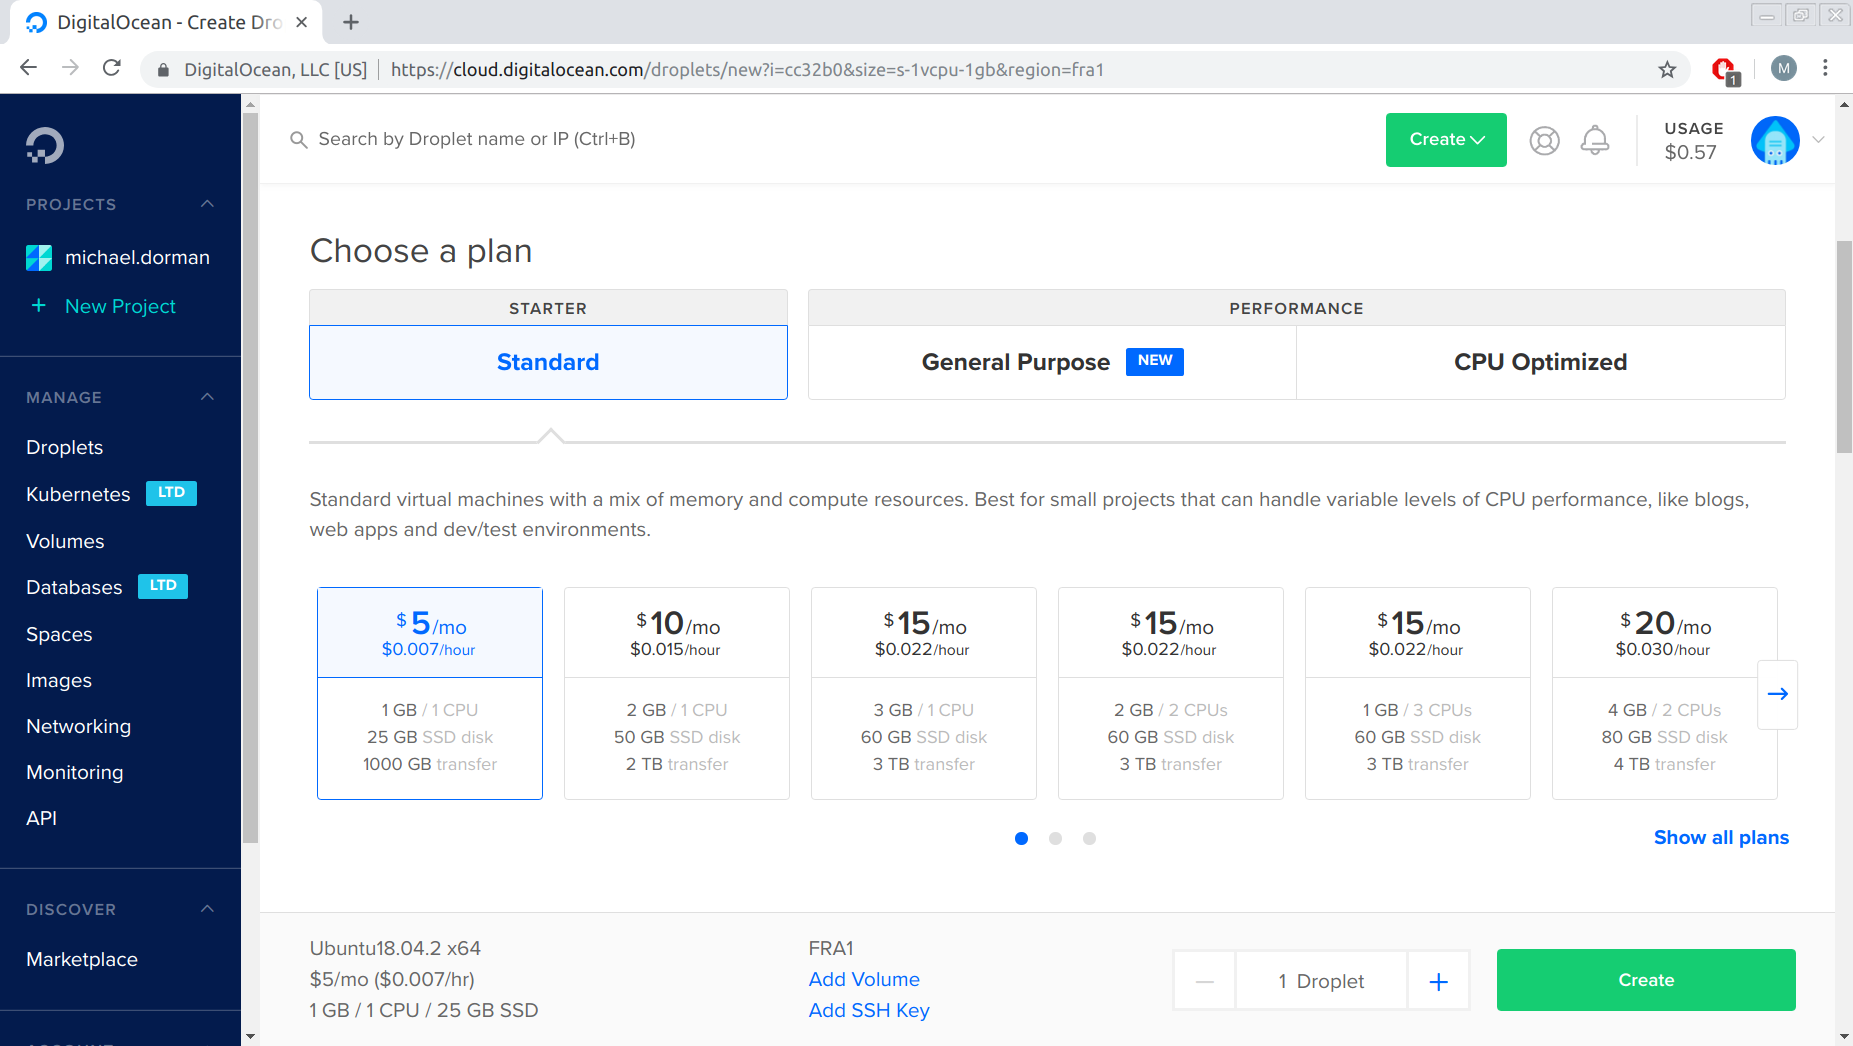 DigitalOcean - Create Dro
DigitalOcean, LLC [US] https://cloud.digitalocean.com/droplets/new?i=cc32b0&size=s-1vcpu-1gb&region=fra1
1
M
PROJECTS
michael.dorman
+ New Project
MANAGE
Droplets
Kubernetes LTD
Volumes
Databases LTD
Spaces
Images
Networking
Monitoring
API
DISCOVER
Marketplace
Search by Droplet name or IP (Ctrl+B)
Create
USAGE
$0.57
Choose a plan
STARTER
Standard
PERFORMANCE
General Purpose NEW
CPU Optimized
Standard virtual machines with a mix of memory and compute resources. Best for small projects that can handle variable levels of CPU performance, like blogs,
web apps and dev/test environments.
$5/mo
$0.007/hour
1 GB / 1 CPU
25 GB SSD disk
1000 GB transfer
$10/mo
$0.015/hour
2 GB / 1 CPU
50 GB SSD disk
2 TB transfer
$15/mo
$0.022/hour
3 GB / 1 CPU
60 GB SSD disk
3 TB transfer
$15/mo
$0.022/hour
2 GB / 2 CPUs
60 GB SSD disk
3 TB transfer
$15/mo
$0.022/hour
1 GB / 3 CPUs
60 GB SSD disk
3 TB transfer
$20/mo
$0.030/hour
4 GB / 2 CPUs
80 GB SSD disk
4 TB transfer
Show all plans
Ubuntu18.04.2 x64
$5/mo ($0.007/hr)
1 GB / 1 CPU / 25 GB SSD
FRA1
Add Volume
Add SSH Key
1 Droplet
Create